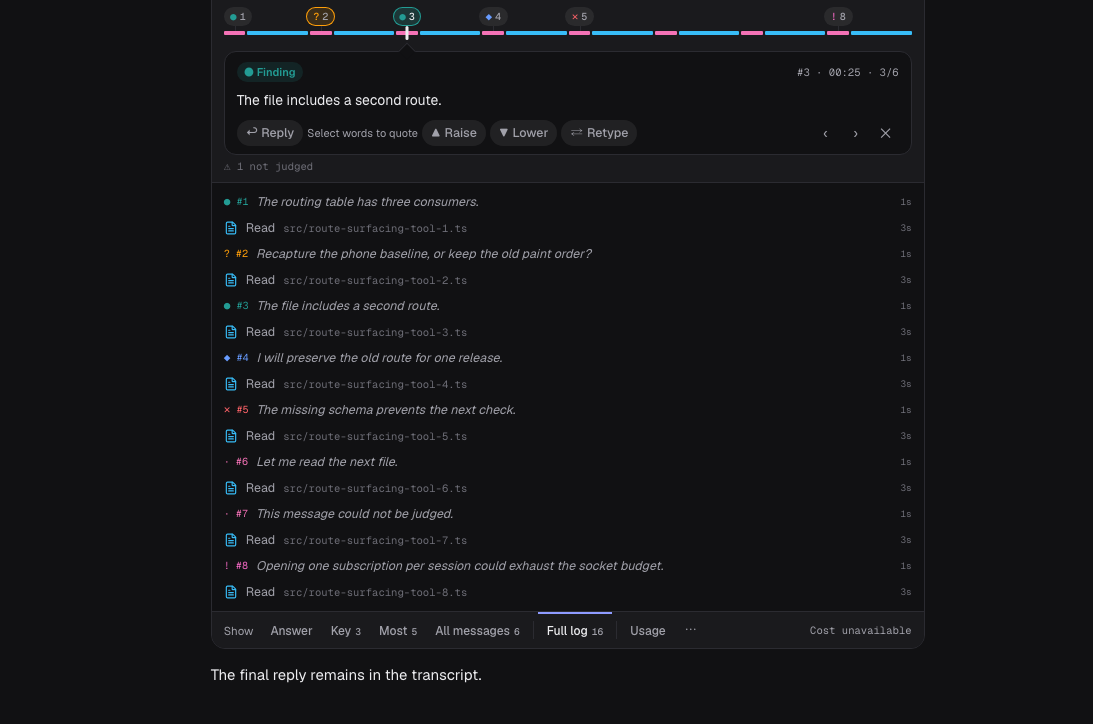 ● 1 ? 2 ● 3 ◆ 4 × 5 ! 8
● Finding #3 · 00:25 · 3/6
The file includes a second route.
↩ Reply Select words to quote ▲ Raise ▼ Lower ⇄ Retype ‹ › ×
⚠ 1 not judged
● #1 The routing table has three consumers. 1s
Read src/route-surfacing-tool-1.ts 3s
? #2 Recapture the phone baseline, or keep the old paint order? 1s
Read src/route-surfacing-tool-2.ts 3s
● #3 The file includes a second route. 1s
Read src/route-surfacing-tool-3.ts 3s
◆ #4 I will preserve the old route for one release. 1s
Read src/route-surfacing-tool-4.ts 3s
× #5 The missing schema prevents the next check. 1s
Read src/route-surfacing-tool-5.ts 3s
· #6 Let me read the next file. 1s
Read src/route-surfacing-tool-6.ts 3s
· #7 This message could not be judged. 1s
Read src/route-surfacing-tool-7.ts 3s
! #8 Opening one subscription per session could exhaust the socket budget. 1s
Read src/route-surfacing-tool-8.ts 3s
Show Answer Key 3 Most 5 All messages 6 Full log 16 Usage ··· Cost unavailable
The final reply remains in the transcript.